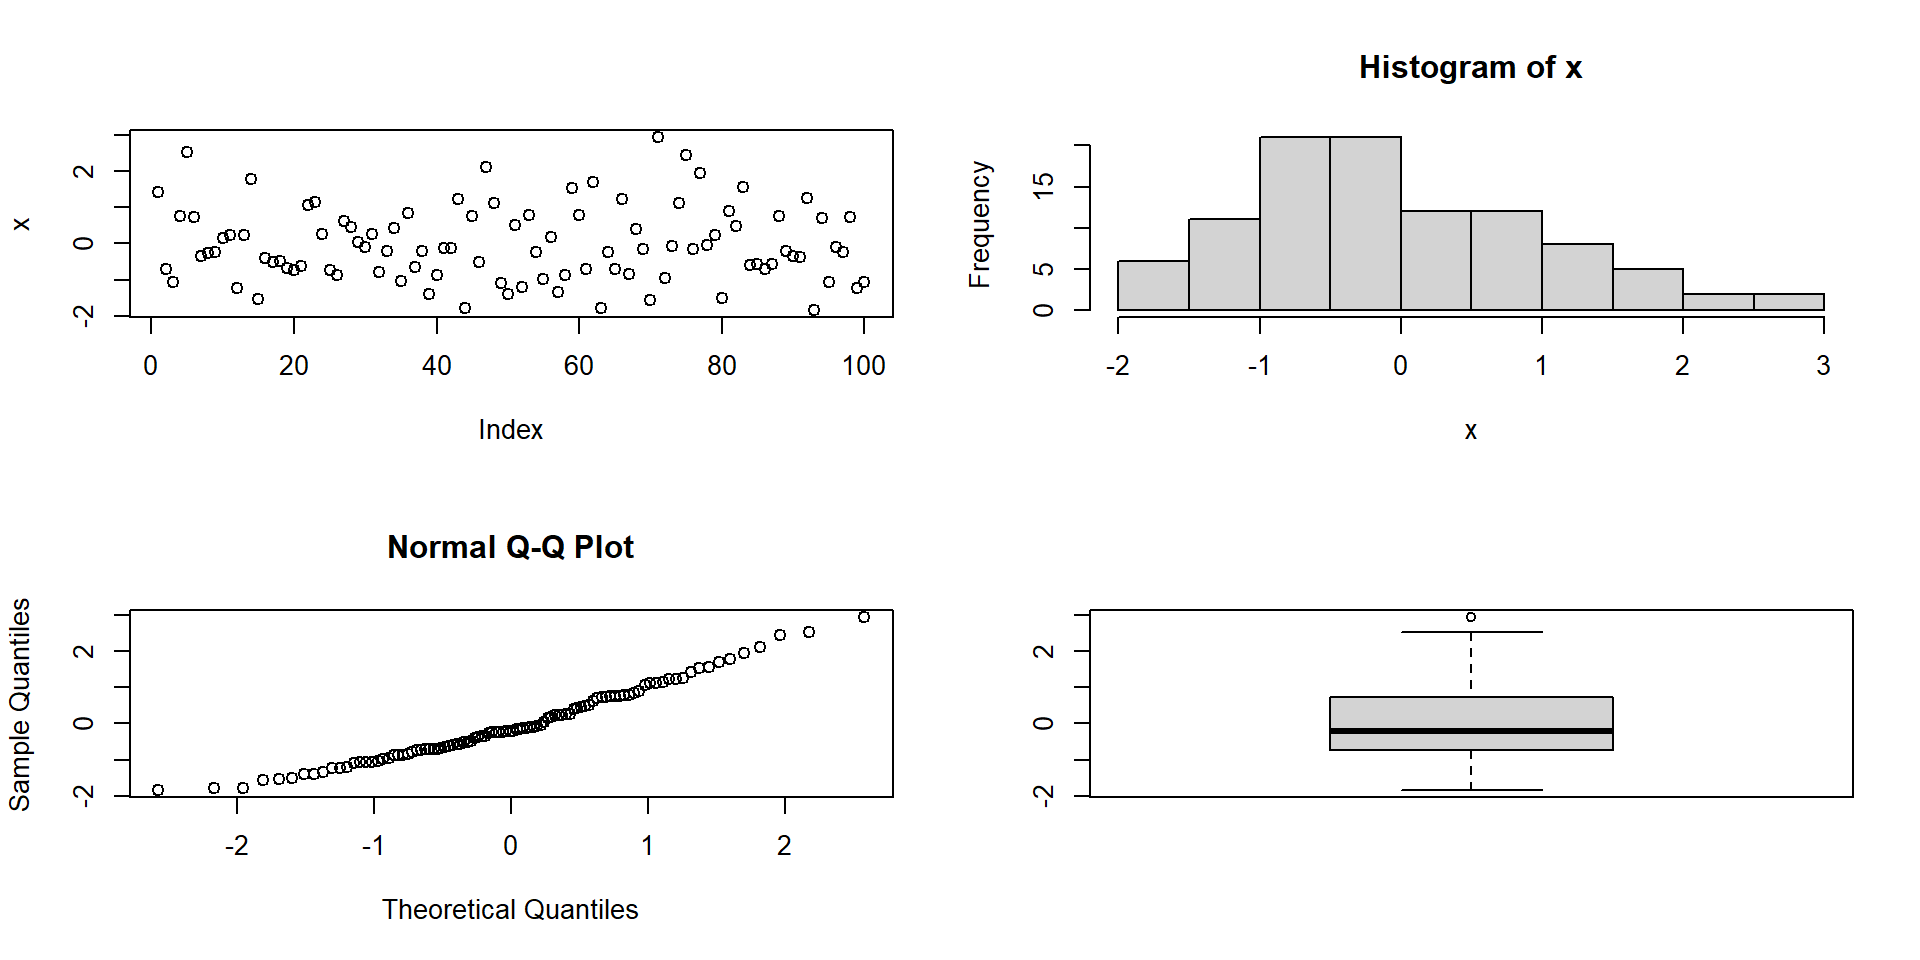 x
2
0
-2
0 20 40 60 80 100
Index
Histogram of x
Frequency
15
5
0
-2 -1 0 1 2 3
x
Normal Q-Q Plot
Sample Quantiles
2
0
-2
-2 -1 0 1 2
Theoretical Quantiles
2
0
-2